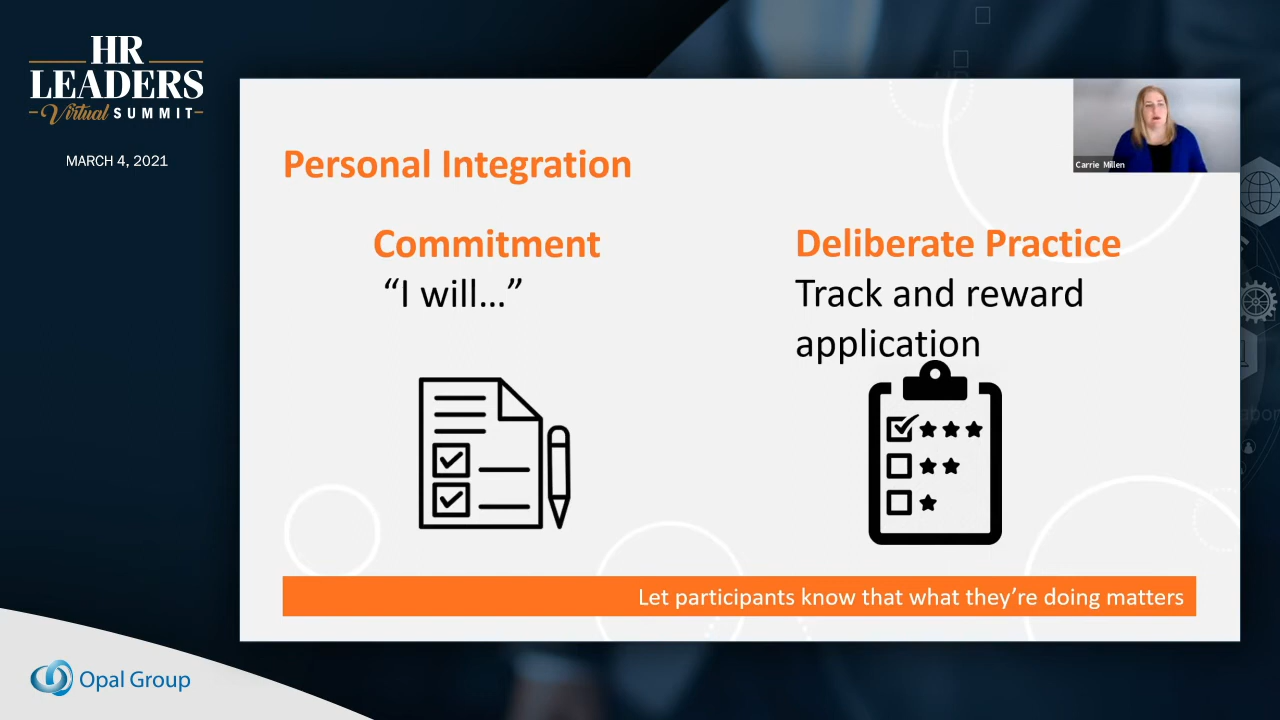 HR
LEADERS
Virtual SUMMIT
MARCH 4, 2021
Carrie Millen
Personal Integration
Commitment
“I will…”
Deliberate Practice
Track and reward
application
Let participants know that what they’re doing matters
Opal Group